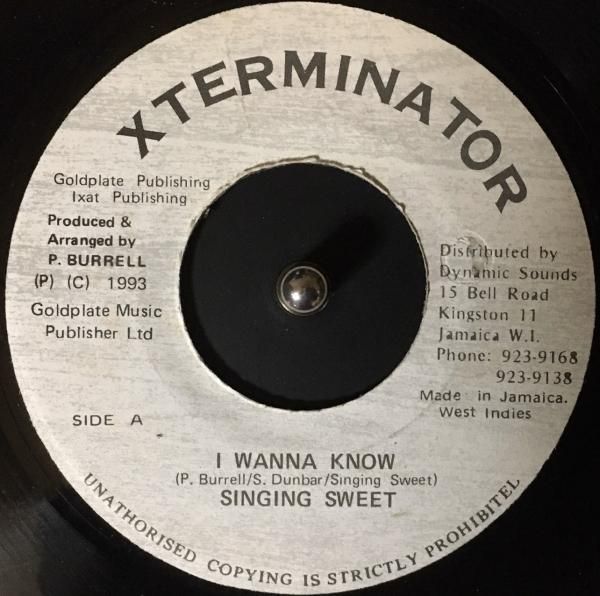 XTERMINATOR
Goldplate Publishing
Ixat Publishing
Produced &
Arranged by
P. BURRELL
(P) (C) 1993
Goldplate Music
Publisher Ltd
Distributed by
Dynamic Sounds
15 Bell Road
Kingston 11
Jamaica W.I.
Phone: 923-9168
923-9138
Made in Jamaica.
West Indies
SIDE A
I WANNA KNOW
(P. Burrell/S. Dunbar/Singing Sweet)
SINGING SWEET
UNATHORISED COPYING IS STRICTLY PROHIBITEL